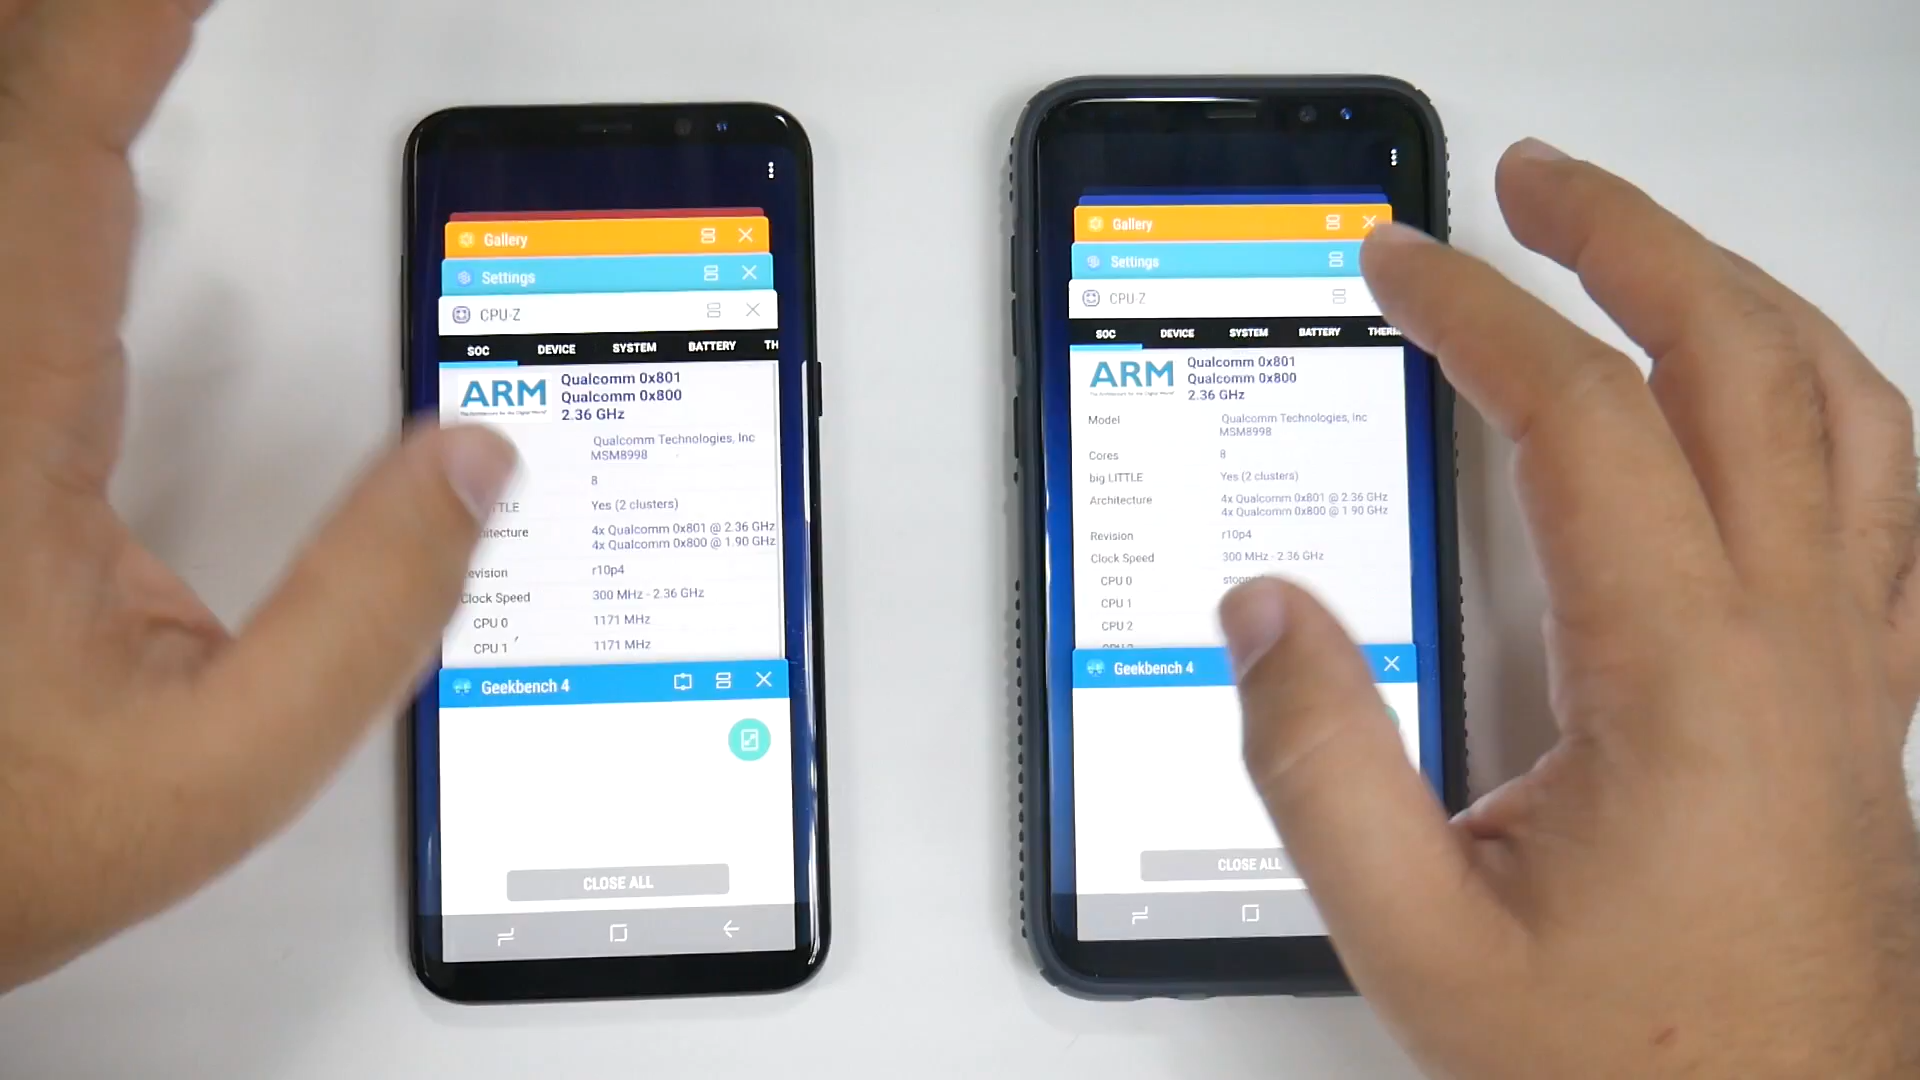 Gallery
Settings
CPU-Z
SOC DEVICE SYSTEM BATTERY TH
ARM
Qualcomm 0x801
Qualcomm 0x800
2.36 GHz
Qualcomm Technologies, Inc
MSM8998
8
TLE Yes (2 clusters)
itecture 4x Qualcomm 0x801 @ 2.36 GHz
4x Qualcomm 0x800 @ 1.90 GHz
evision r10p4
Clock Speed 300 MHz - 2.36 GHz
CPU 0 1171 MHz
CPU 1 1171 MHz
Geekbench 4
CLOSE ALL
Gallery
Settings
CPU-Z
SOC DEVICE SYSTEM BATTERY THERM
ARM
Qualcomm 0x801
Qualcomm 0x800
2.36 GHz
Model Qualcomm Technologies, Inc
MSM8998
Cores 8
big.LITTLE Yes (2 clusters)
Architecture 4x Qualcomm 0x801 @ 2.36 GHz
4x Qualcomm 0x800 @ 1.90 GHz
Revision r10p4
Clock Speed 300 MHz - 2.36 GHz
CPU 0 stopp
CPU 1
CPU 2
Geekbench 4
CLOSE ALL